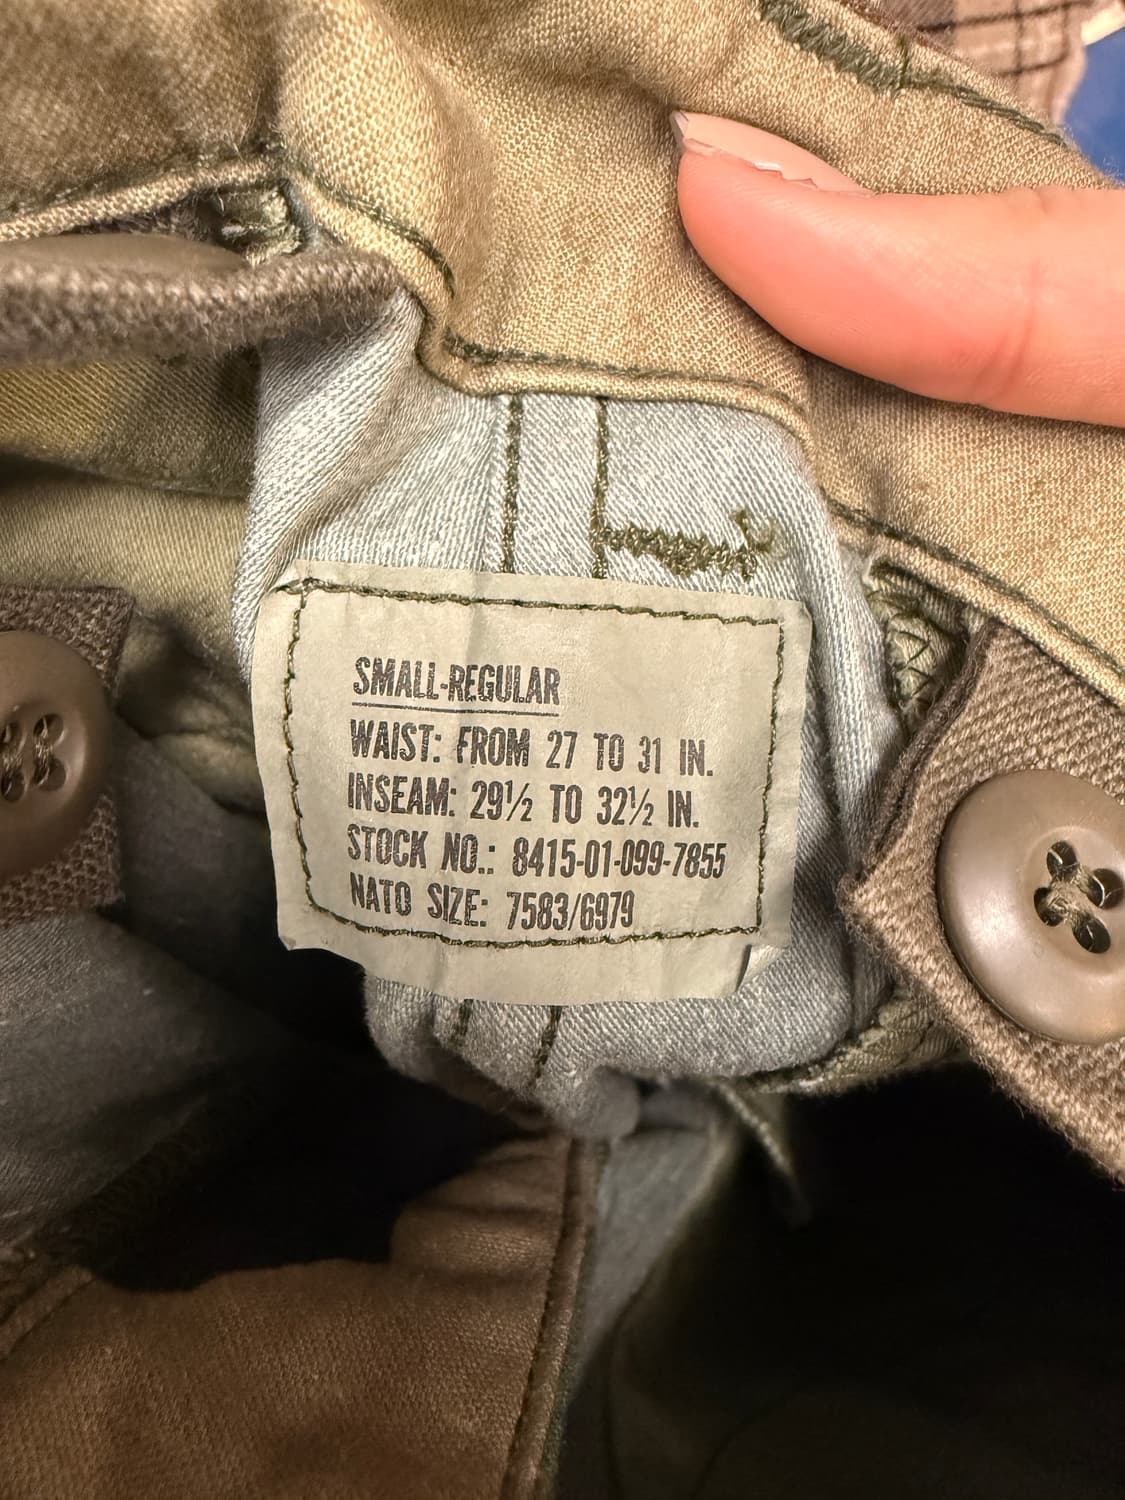 SMALL-REGULAR
WAIST: FROM 27 TO 31 IN.
INSEAM: 29½ TO 32½ IN.
STOCK NO.: 8415-01-099-7855
NATO SIZE: 7583/6979